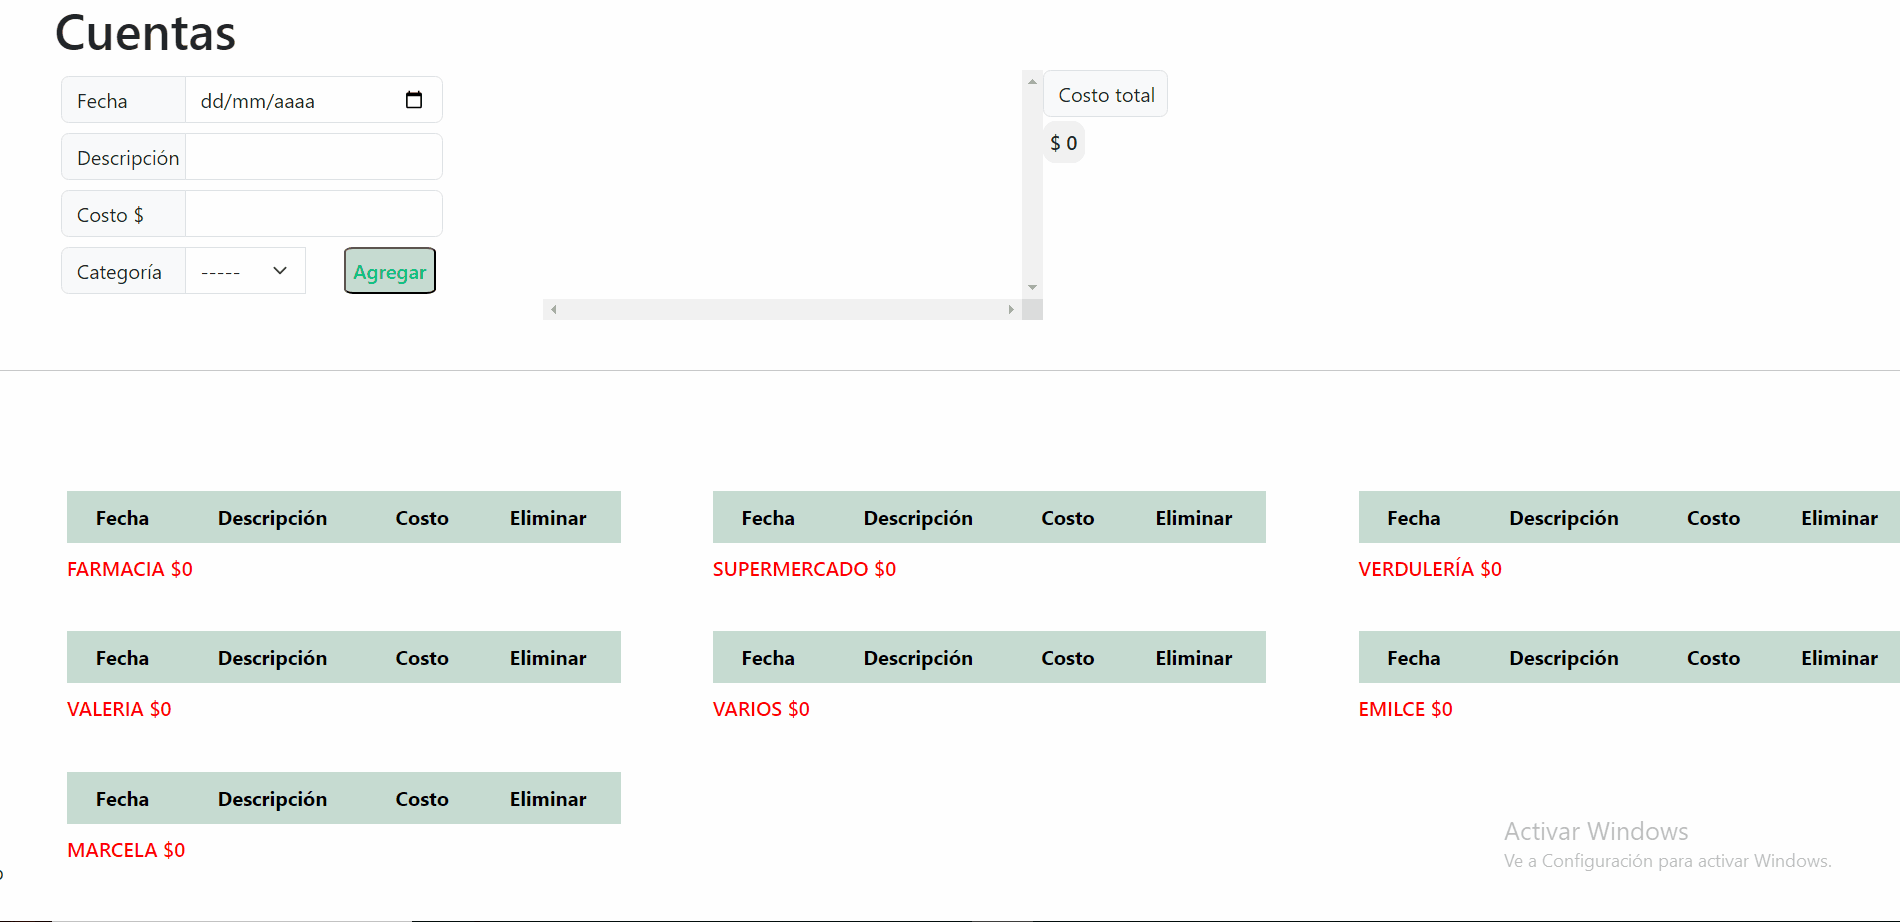 Cuentas
Fecha dd/mm/aaaa
Descripción
Costo $
Categoría -----
Agregar
Costo total
$ 0
Fecha Descripción Costo Eliminar
FARMACIA $0
Fecha Descripción Costo Eliminar
SUPERMERCADO $0
Fecha Descripción Costo Eliminar
VERDULERÍA $0
Fecha Descripción Costo Eliminar
VALERIA $0
Fecha Descripción Costo Eliminar
VARIOS $0
Fecha Descripción Costo Eliminar
EMILCE $0
Fecha Descripción Costo Eliminar
MARCELA $0
Activar Windows
Ve a Configuración para activar Windows.